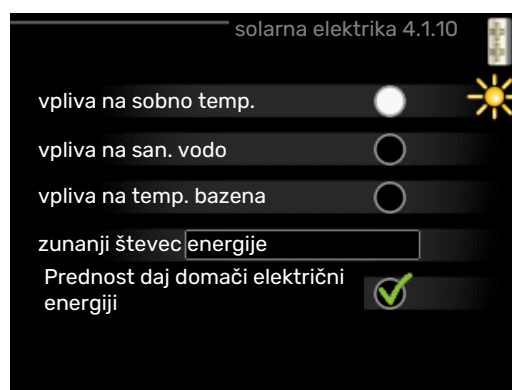 solarna elektrika 4.1.10
vpliva na sobno temp.
vpliva na san. vodo
vpliva na temp. bazena
zunanji števec energije
Prednost daj domači električni
energiji